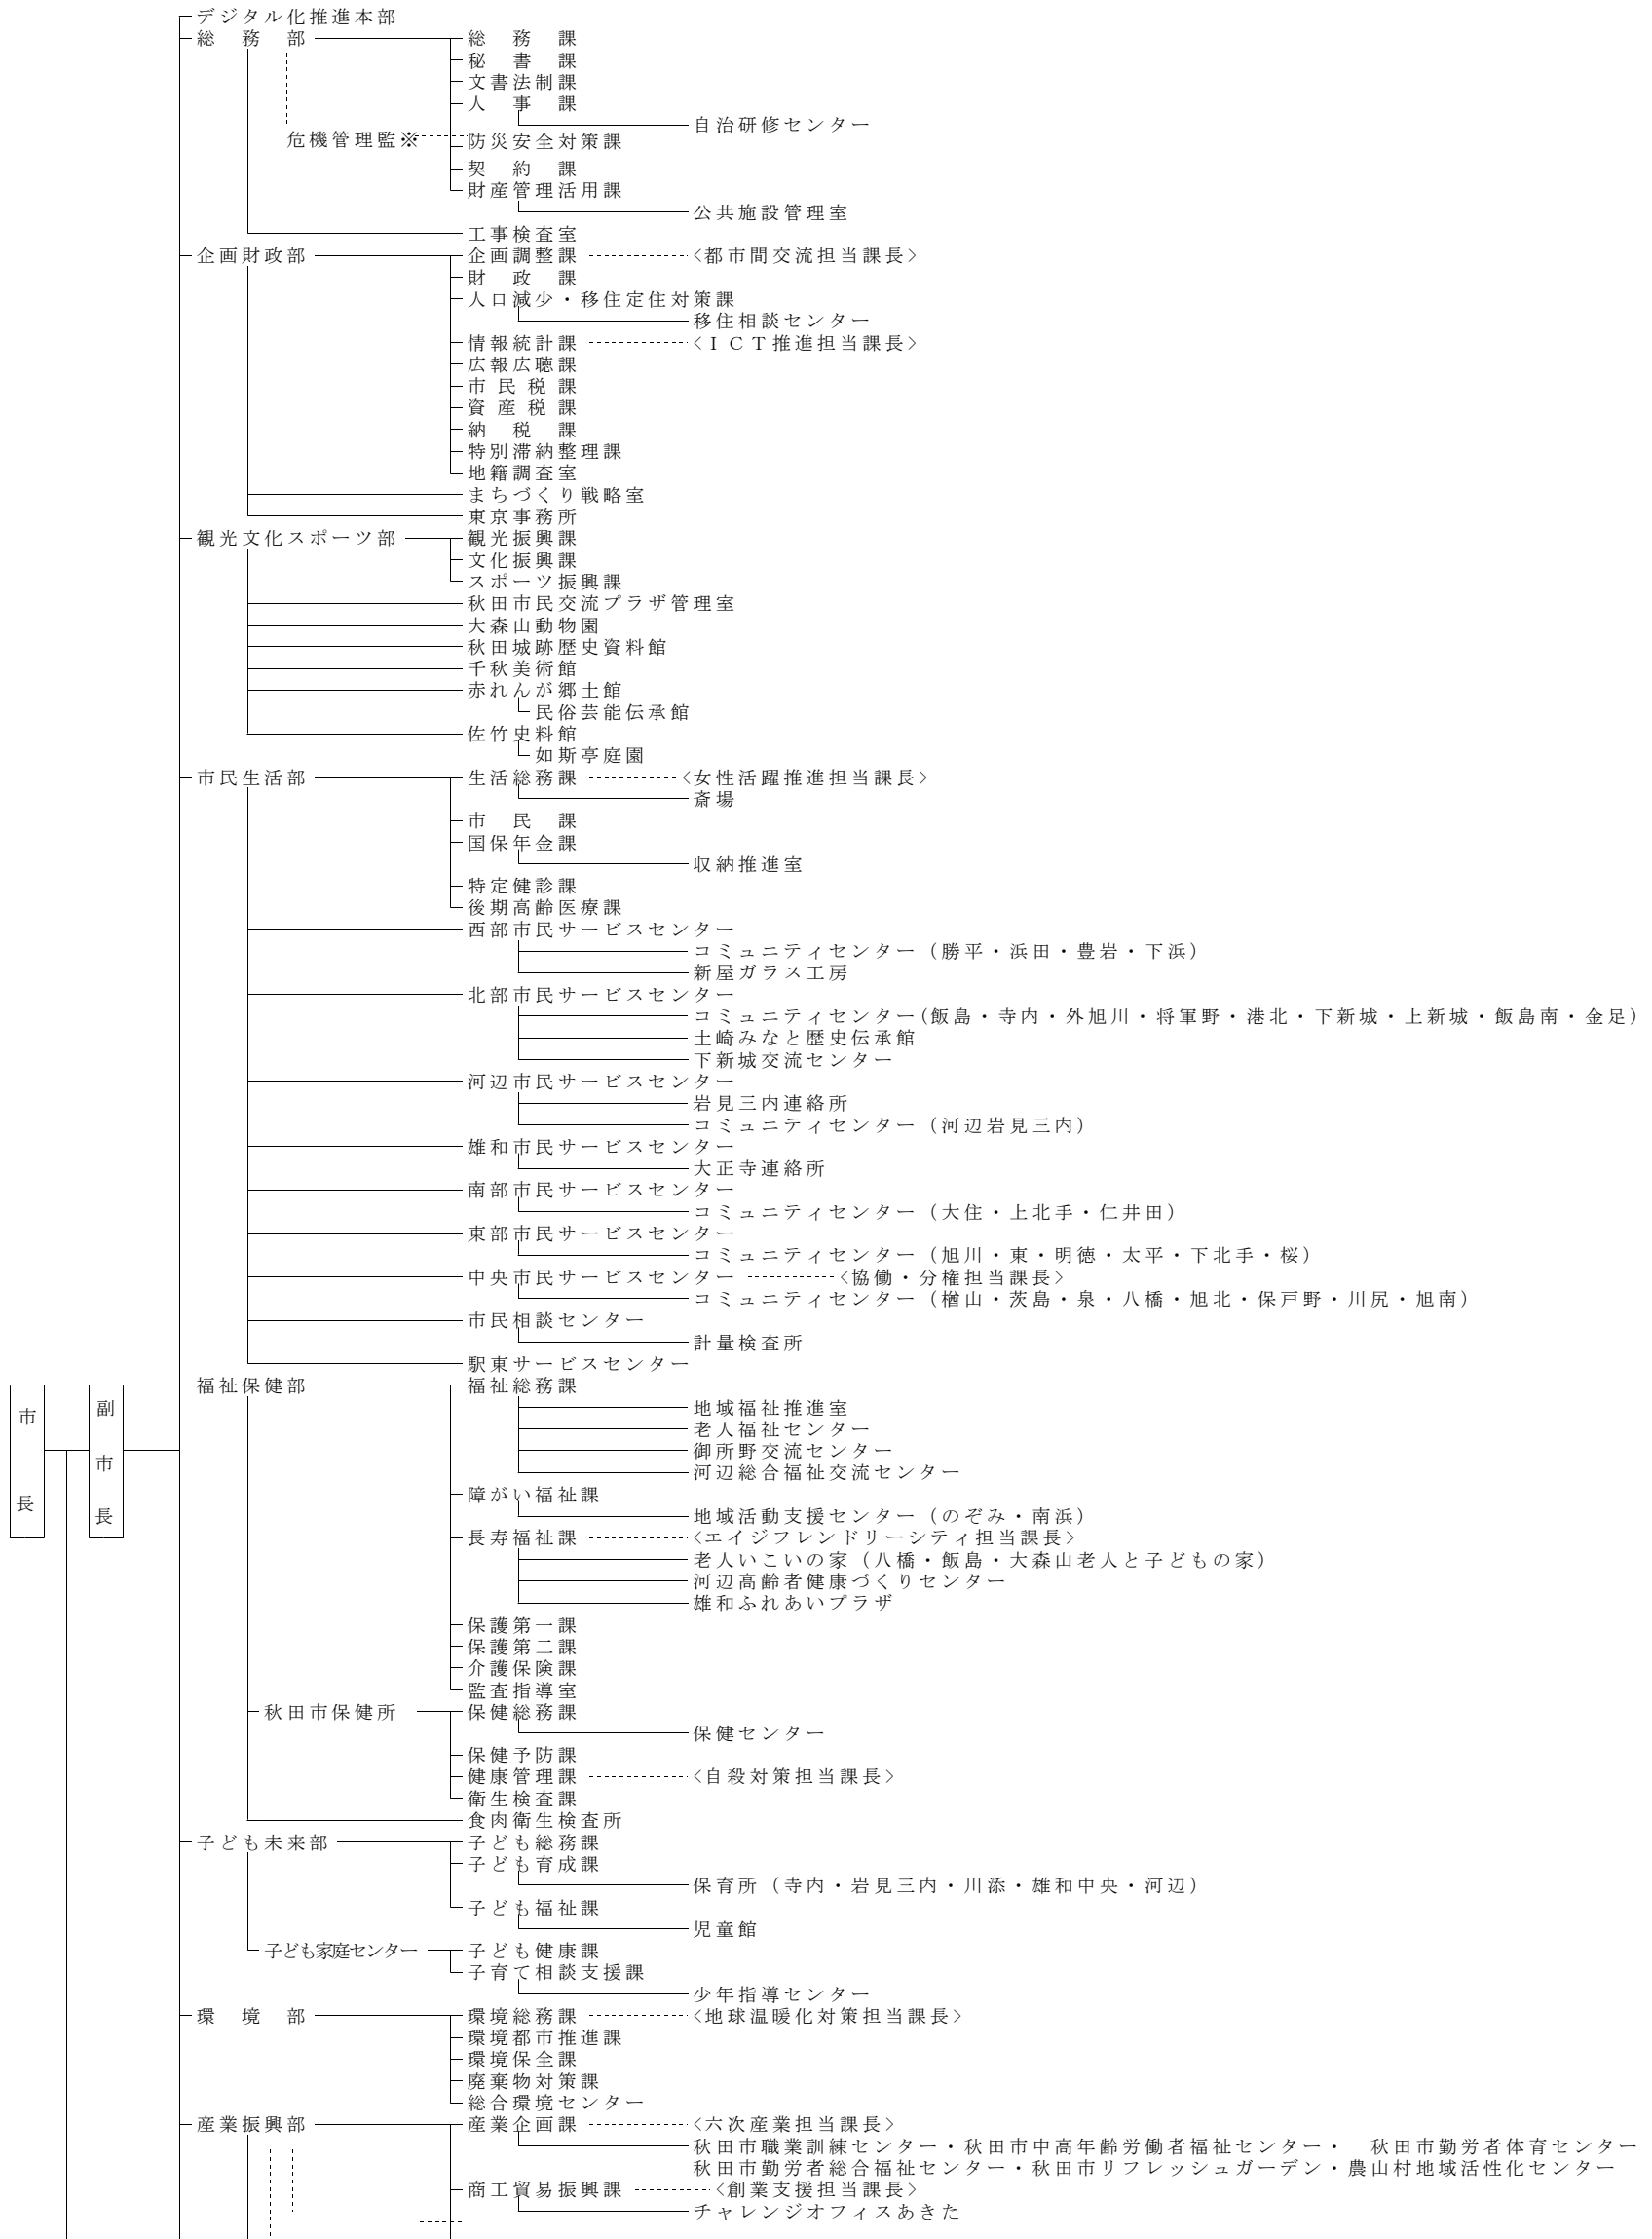 デジタル化推進本部
総　務　部　総　務　課
秘　書　課
文書法制課
人　事　課
自治研修センター
危機管理監※　防災安全対策課
契　約　課
財産管理活用課
公共施設管理室
工事検査室
企画財政部　企画調整課　〈都市間交流担当課長〉
財　政　課
人口減少・移住定住対策課
移住相談センター
情報統計課　〈ＩＣＴ推進担当課長〉
広報広聴課
市民税課
資産税課
納　税　課
特別滞納整理課
地籍調査室
まちづくり戦略室
東京事務所
観光文化スポーツ部　観光振興課
文化振興課
スポーツ振興課
秋田市民交流プラザ管理室
大森山動物園
秋田城跡歴史資料館
千秋美術館
赤れんが郷土館
民俗芸能伝承館
佐竹史料館
如斯亭庭園
市民生活部　生活総務課　〈女性活躍推進担当課長〉
斎場
市　民　課
国保年金課
収納推進室
特定健診課
後期高齢医療課
西部市民サービスセンター
コミュニティセンター（勝平・浜田・豊岩・下浜）
新屋ガラス工房
北部市民サービスセンター
コミュニティセンター（飯島・寺内・外旭川・将軍野・港北・下新城・上新城・飯島南・金足）
土崎みなと歴史伝承館
下新城交流センター
河辺市民サービスセンター
岩見三内連絡所
コミュニティセンター（河辺岩見三内）
雄和市民サービスセンター
大正寺連絡所
南部市民サービスセンター
コミュニティセンター（大住・上北手・仁井田）
東部市民サービスセンター
コミュニティセンター（旭川・東・明徳・太平・下北手・桜）
中央市民サービスセンター　〈協働・分権担当課長〉
コミュニティセンター（楢山・茨島・泉・八橋・旭北・保戸野・川尻・旭南）
市民相談センター
計量検査所
駅東サービスセンター
市長
副市長
福祉保健部　福祉総務課
地域福祉推進室
老人福祉センター
御所野交流センター
河辺総合福祉交流センター
障がい福祉課
地域活動支援センター（のぞみ・南浜）
長寿福祉課　〈エイジフレンドリーシティ担当課長〉
老人いこいの家（八橋・飯島・大森山老人と子どもの家）
河辺高齢者健康づくりセンター
雄和ふれあいプラザ
保護第一課
保護第二課
介護保険課
監査指導室
秋田市保健所　保健総務課
保健センター
保健予防課
健康管理課　〈自殺対策担当課長〉
衛生検査課
食肉衛生検査所
子ども未来部　子ども総務課
子ども育成課
保育所（寺内・岩見三内・川添・雄和中央・河辺）
子ども福祉課
児童館
子ども家庭センター　子ども健康課
子育て相談支援課
少年指導センター
環　境　部　環境総務課　〈地球温暖化対策担当課長〉
環境都市推進課
環境保全課
廃棄物対策課
総合環境センター
産業振興部　産業企画課　〈六次産業担当課長〉
秋田市職業訓練センター・秋田市中高年齢労働者福祉センター・　秋田市勤労者体育センター
秋田市勤労者総合福祉センター・秋田市リフレッシュガーデン・農山村地域活性化センター
商工貿易振興課　〈創業支援担当課長〉
チャレンジオフィスあきた